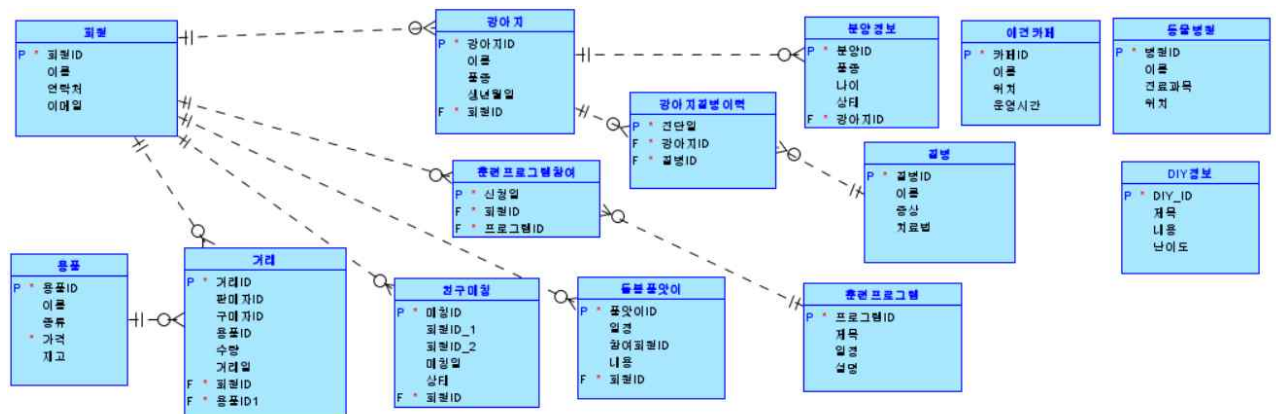 회원
P * 회원ID
이름
연락처
이메일
강아지
P * 강아지ID
이름
품종
생년월일
F * 회원ID
분양정보
P * 분양ID
품종
나이
상태
F * 강아지ID
애견카페
P * 카페ID
이름
위치
운영시간
동물병원
P * 병원ID
이름
진료과목
위치
강아지질병이력
P * 진단일
F * 강아지ID
F * 질병ID
질병
P * 질병ID
이름
증상
치료법
훈련프로그램참여
P * 신청일
F * 회원ID
F * 프로그램ID
DIY정보
P * DIY_ID
제목
내용
난이도
용품
P * 용품ID
이름
종류
* 가격
재고
거래
P * 거래ID
판매자ID
구매자ID
용품ID
수량
거래일
F * 회원ID
F * 용품ID1
친구매칭
P * 매칭ID
회원ID_1
회원ID_2
매칭일
상태
F * 회원ID
돌봄품앗이
P * 품앗이ID
일정
참여회원ID
내용
F * 회원ID
훈련프로그램
P * 프로그램ID
제목
일정
설명